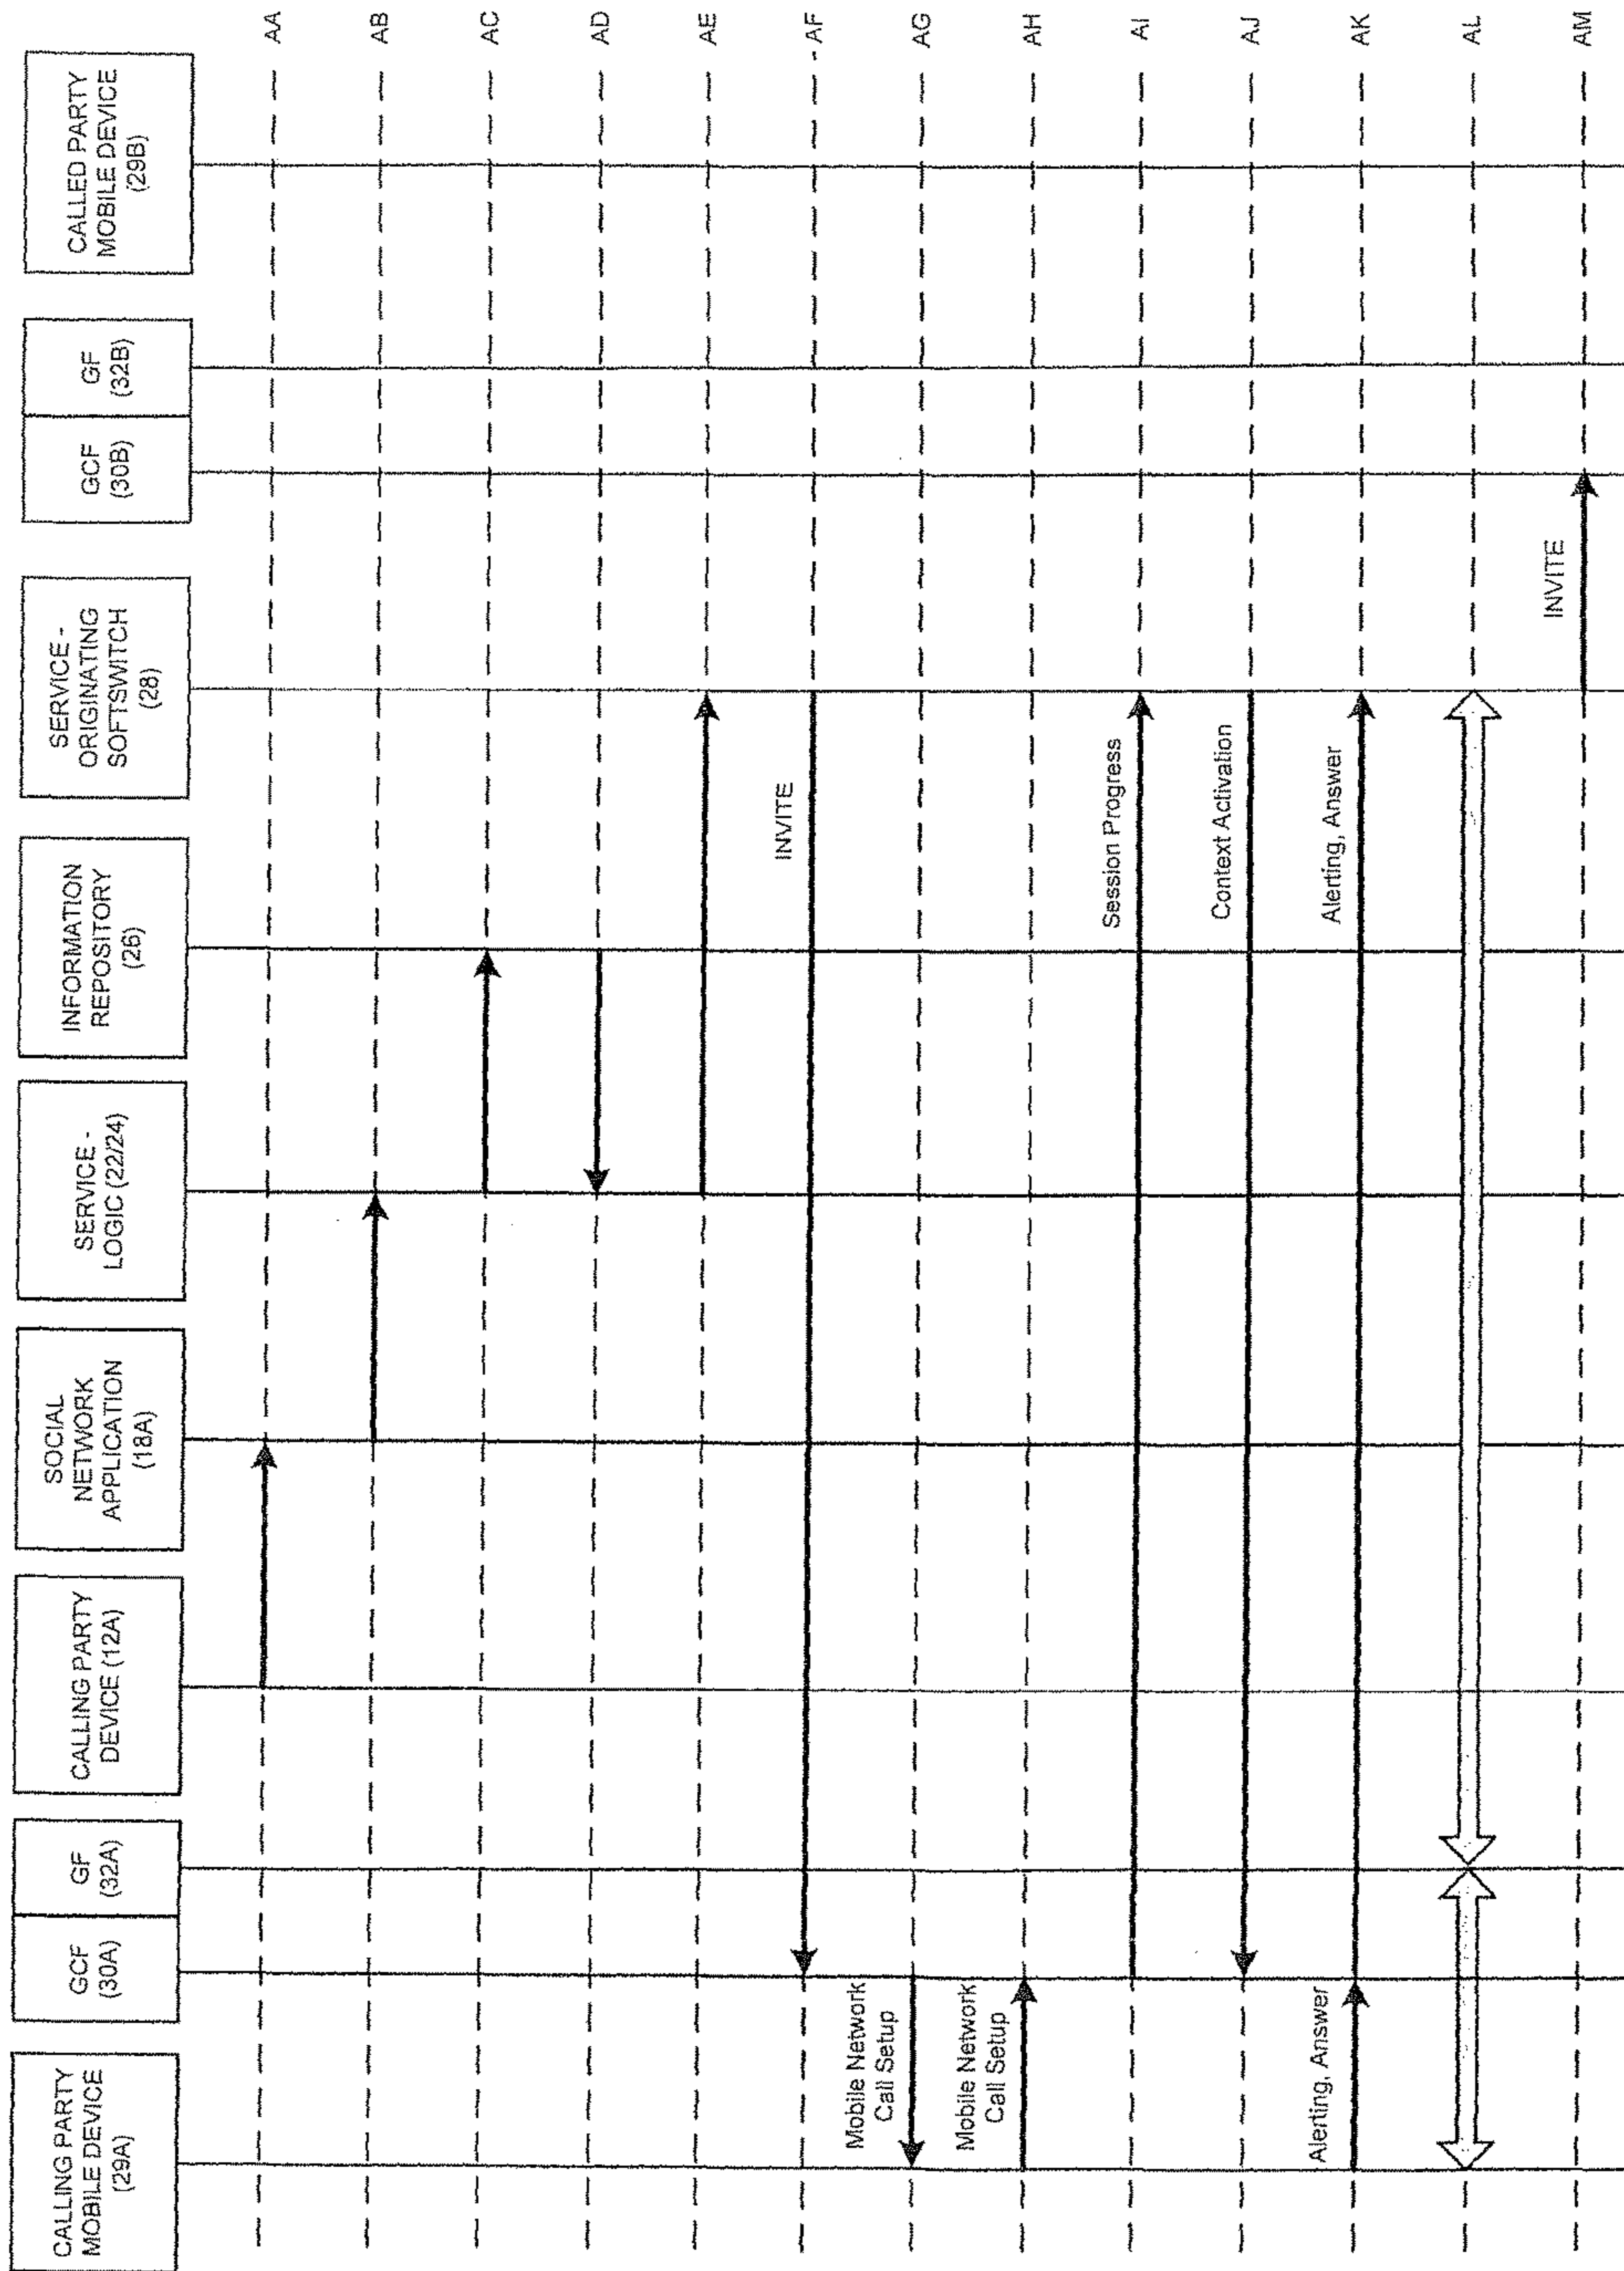 CALLING PARTY
MOBILE DEVICE
(29A)
GCF
(30A)
GF
(32A)
CALLING PARTY
DEVICE (12A)
SOCIAL
NETWORK
APPLICATION
(18A)
SERVICE -
LOGIC (22/24)
INFORMATION
REPOSITORY
(26)
SERVICE -
ORIGINATING
SOFTSWITCH
(28)
GCF
(30B)
GF
(32B)
CALLED PARTY
MOBILE DEVICE
(29B)
AA
AB
AC
AD
AE
INVITE
AF
Mobile Network
Call Setup
AG
Mobile Network
Call Setup
AH
Session Progress
AI
Context Activation
AJ
Alerting, Answer
Alerting, Answer
AK
AL
INVITE
AM